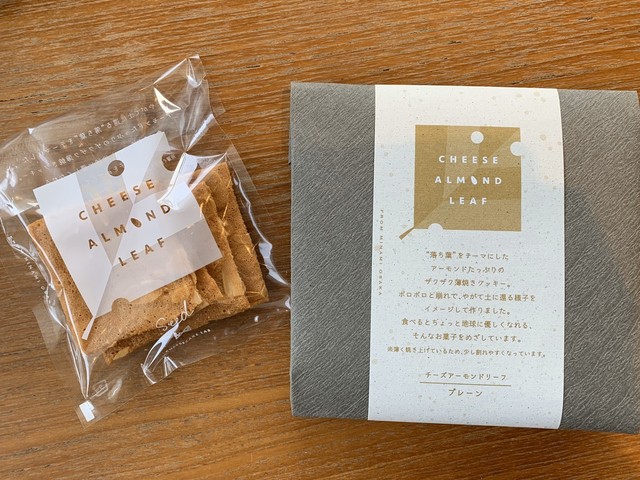 CHEESE
ALMOND
LEAF
Seed
CHEESE
ALMOND
LEAF
FROM MINAMI OSAKA
“落ち葉”をテーマにした
アーモンドたっぷりの
ザクザク薄焼きクッキー。
ポロポロと崩れて、やがて土に還る様子を
イメージして作りました。
食べるとちょっと地球に優しくなれる、
そんなお菓子をめざしています。
※薄く焼き上げているため、少し割れやすくなっています。
チーズアーモンドリーフ
プレーン